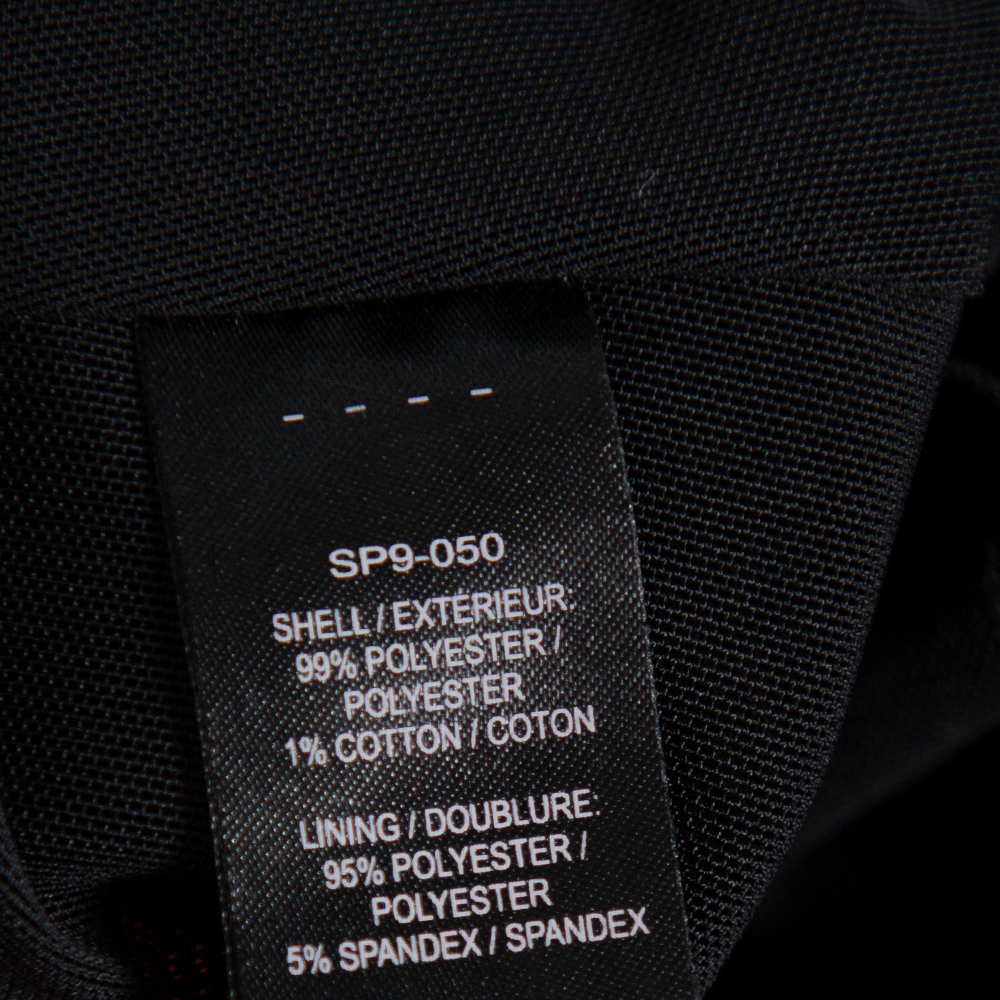 - - - -
SP9-050
SHELL / EXTERIEUR:
99% POLYESTER /
POLYESTER
1% COTTON / COTON
LINING / DOUBLURE:
95% POLYESTER /
POLYESTER
5% SPANDEX / SPANDEX